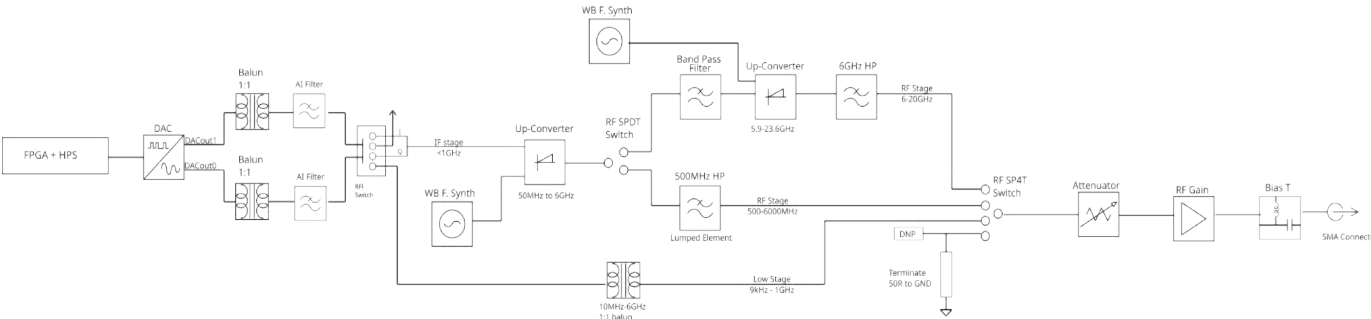 WB F. Synth
Band Pass
Filter
Up-Converter
6GHz HP
Balun
1:1
AI Filter
RF Stage
6-20GHz
DAC
DACout1
RF SPDT
Switch
5.9-23.6GHz
Up-Converter
I
Q
IF stage
<1GHz
FPGA + HPS
DACout0
Balun
1:1
AI Filter
500MHz HP
RF SP4T
Switch
Attenuator
RF Gain
Bias T
RFI
Switch
WB F. Synth
50MHz to 6GHz
RF Stage
500-6000MHz
Lumped Element
DNP
SMA Connect
Low Stage
9kHz - 1GHz
Terminate
50R to GND
10MHz-6GHz
1:1 balun